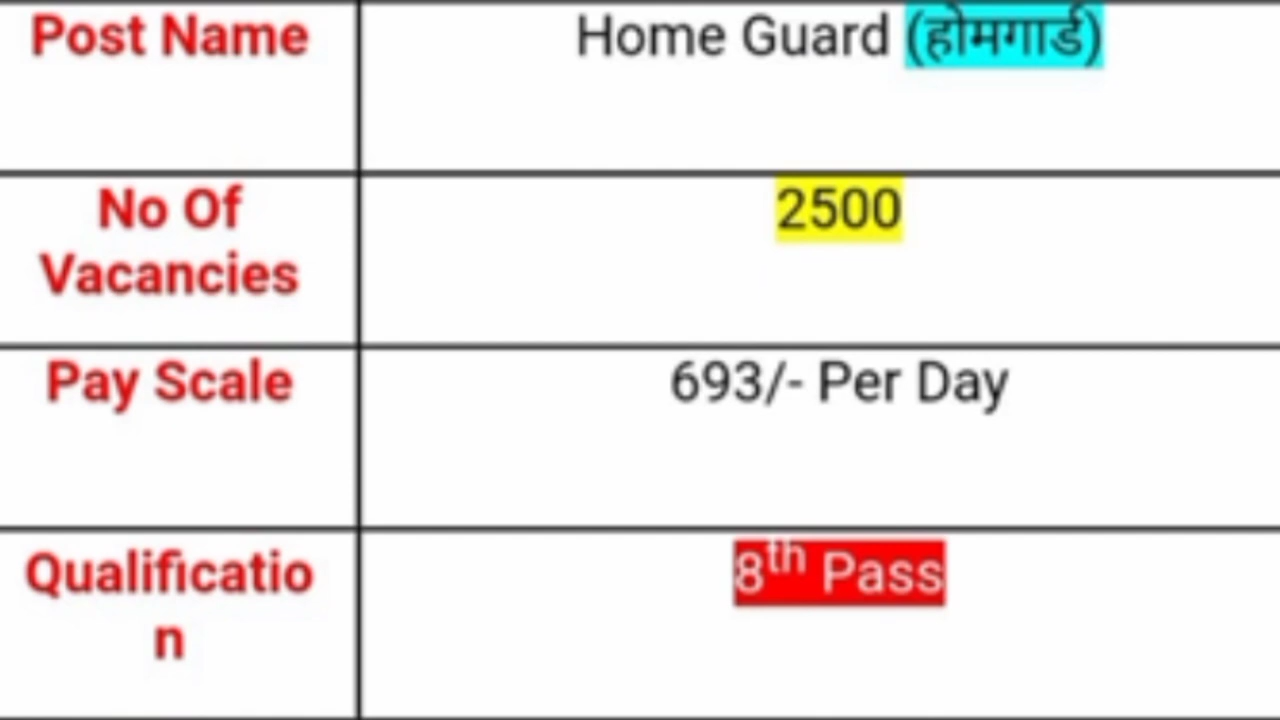 Post Name
Home Guard (होमगार्ड)
No Of
Vacancies
2500
Pay Scale
693/- Per Day
Qualificatio
n
8th Pass